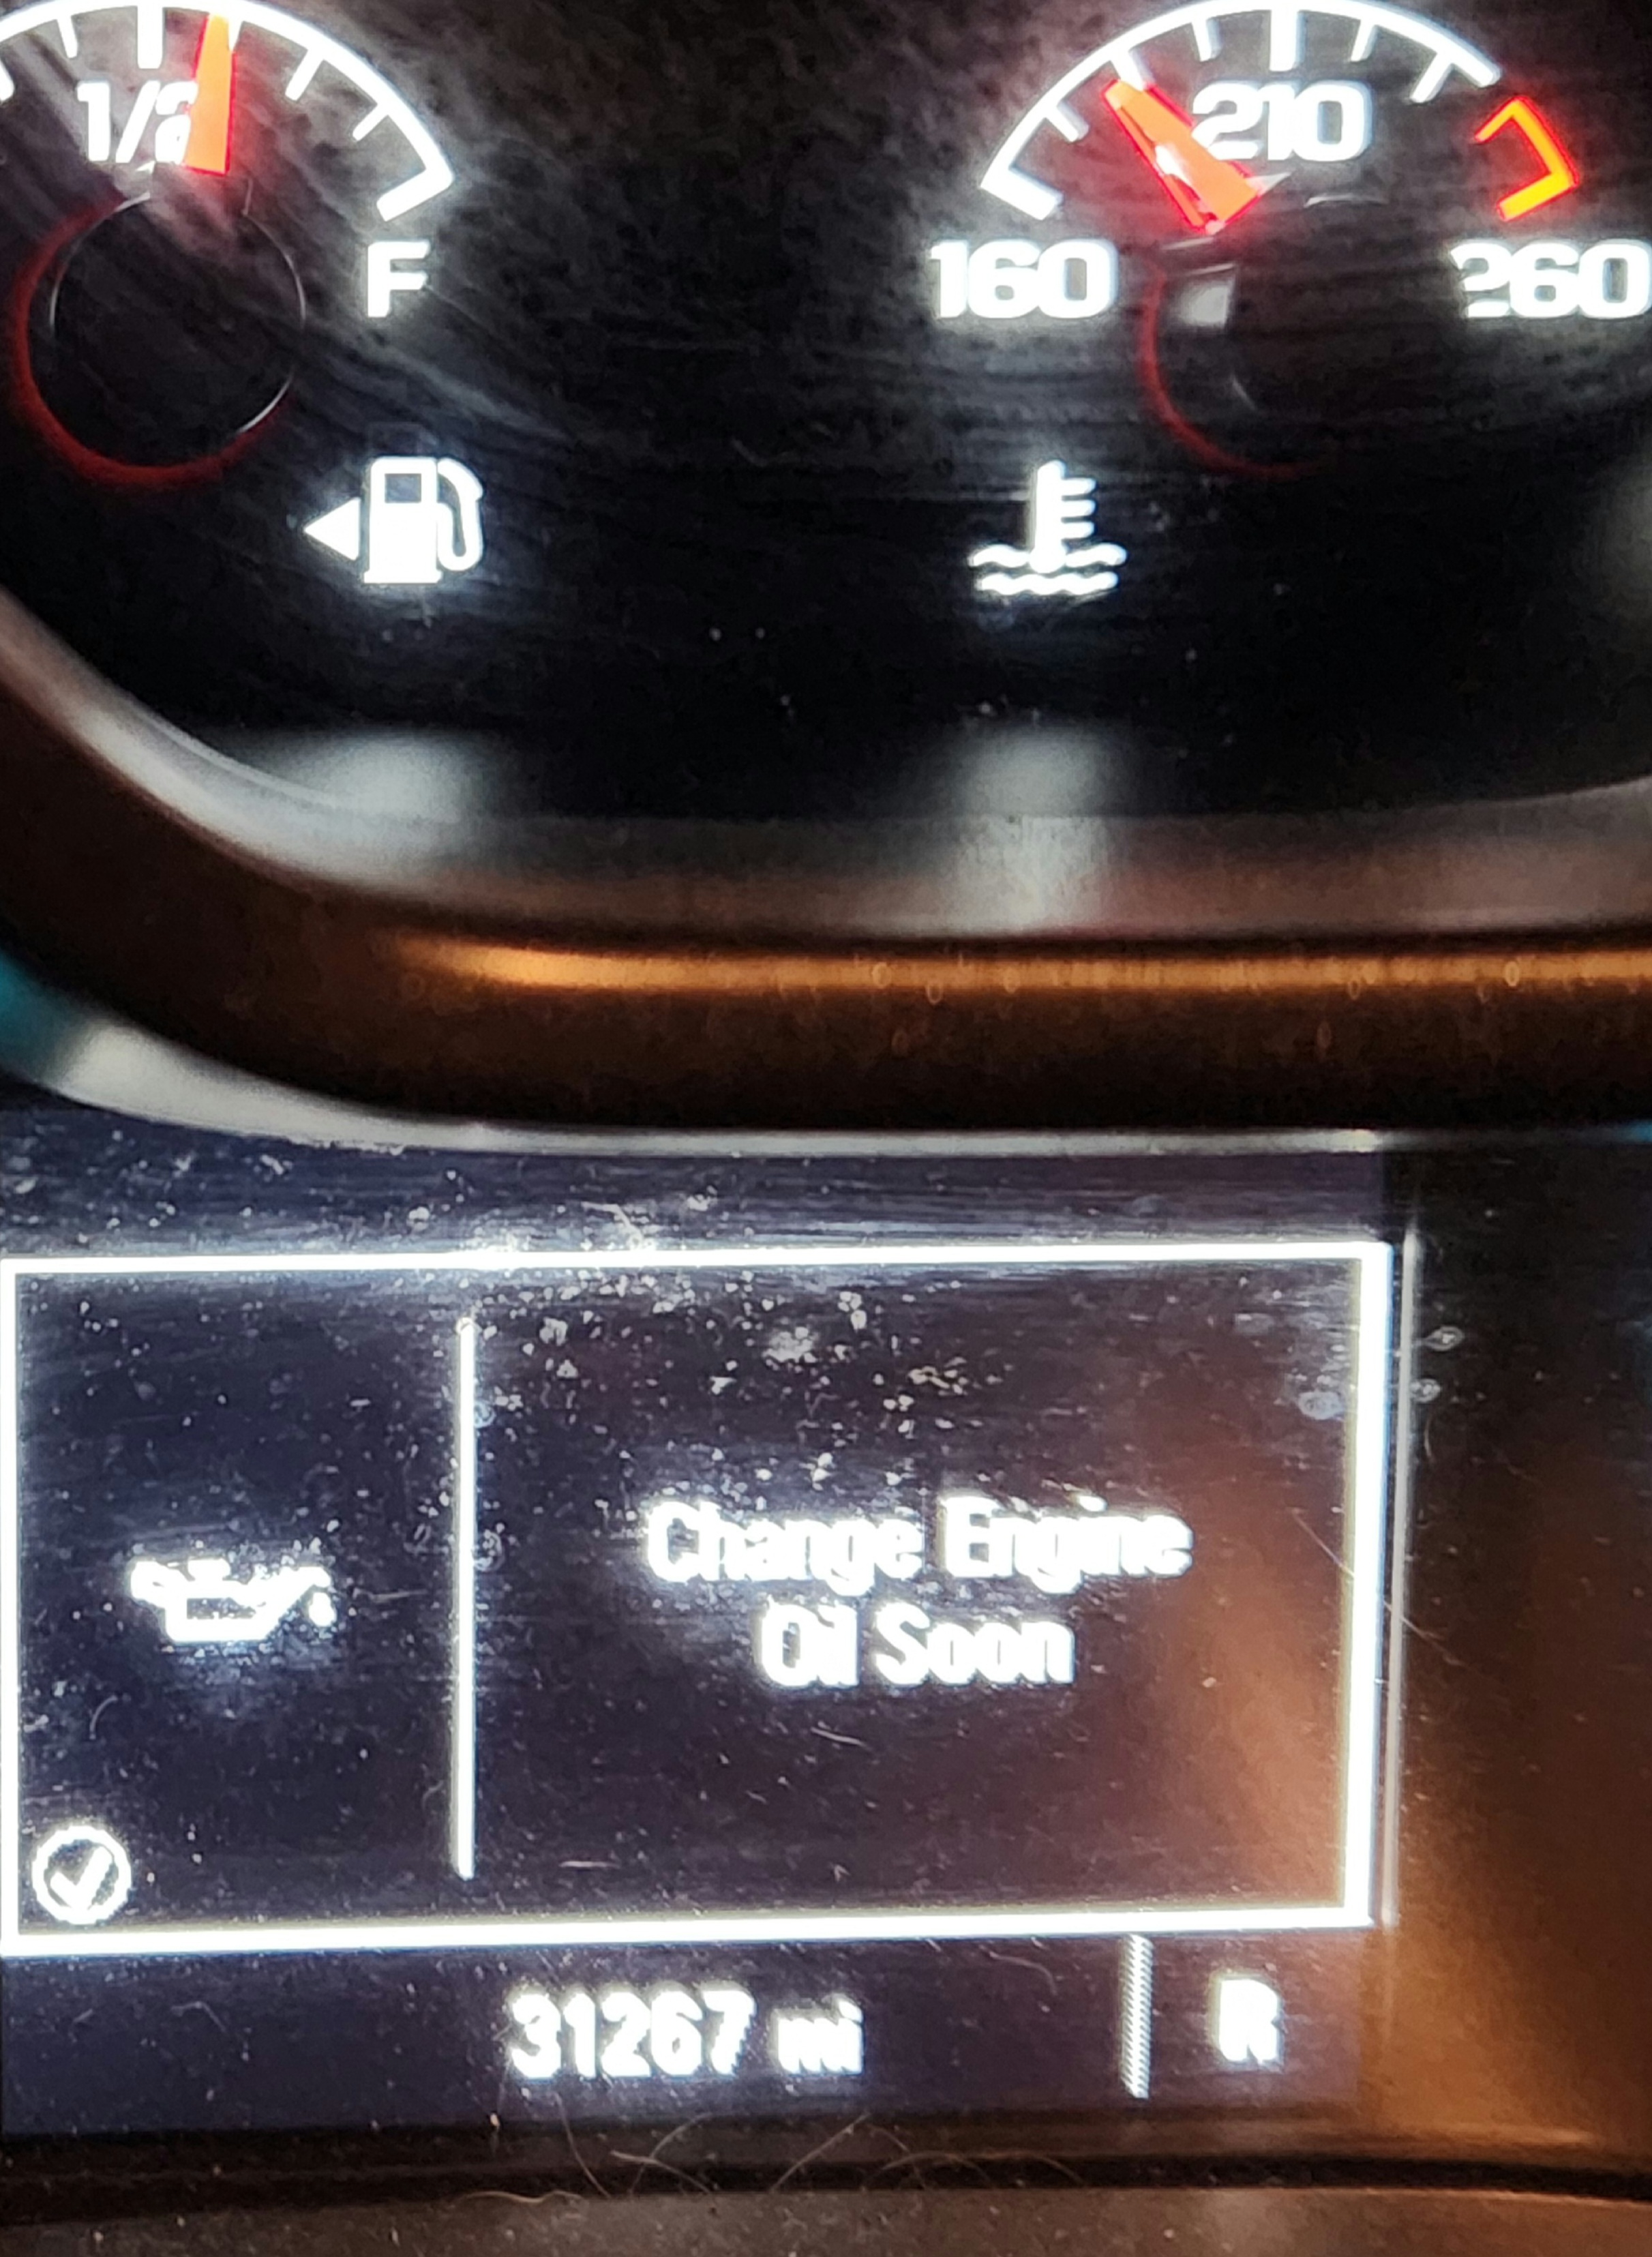 1/2
F
210
160
260
Change Engine
Oil Soon
31267 mi
R